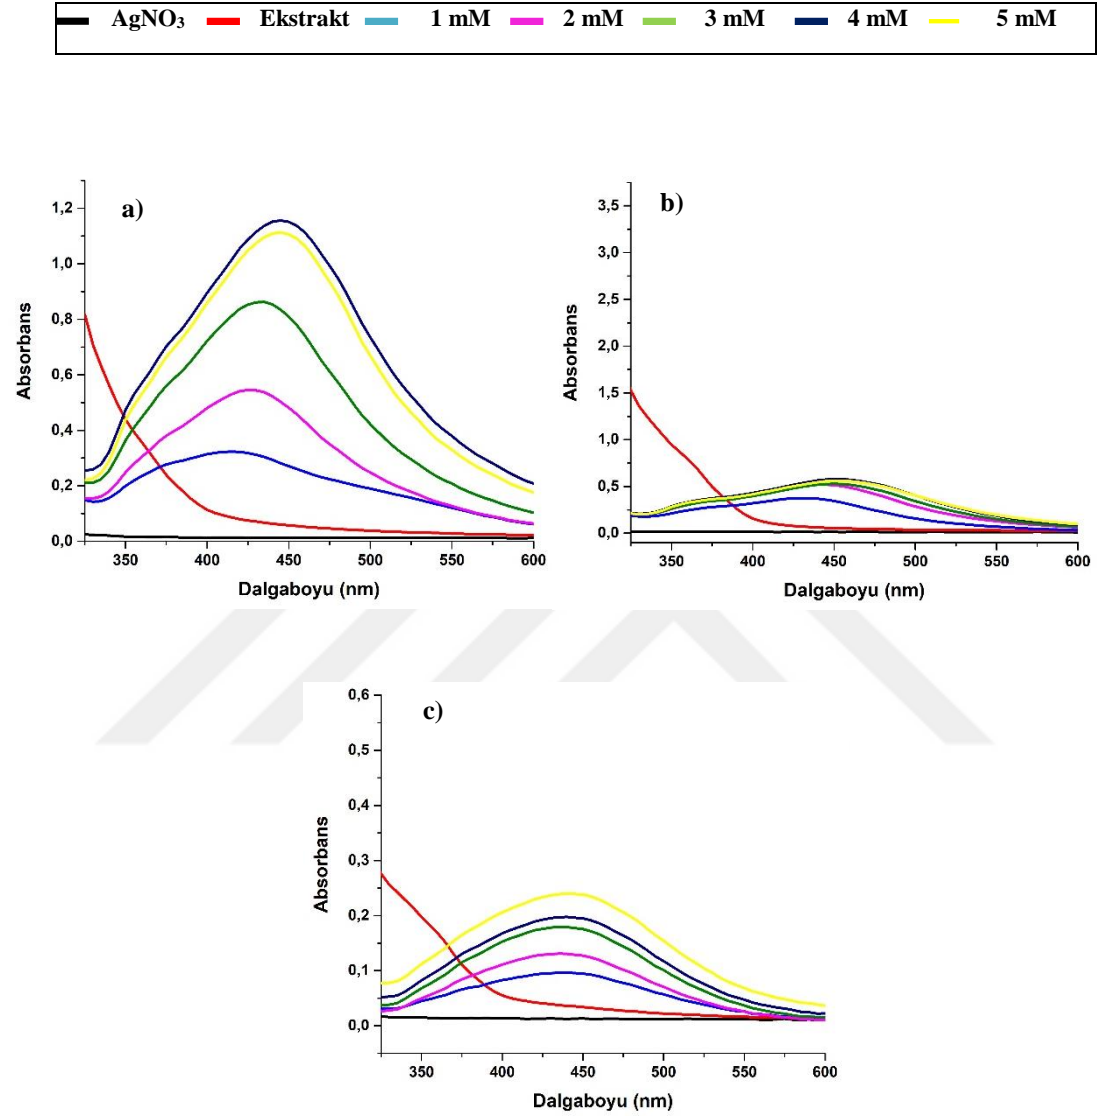 AgNO₃ Ekstrakt 1 mM 2 mM 3 mM 4 mM 5 mM
a)
1,2
1,0
0,8
0,6
0,4
0,2
0,0
Absorbans
350 400 450 500 550 600
Dalgaboyu (nm)
b)
3,5
3,0
2,5
2,0
1,5
1,0
0,5
0,0
Absorbans
350 400 450 500 550 600
Dalgaboyu (nm)
c)
0,6
0,5
0,4
0,3
0,2
0,1
0,0
Absorbans
350 400 450 500 550 600
Dalgaboyu (nm)